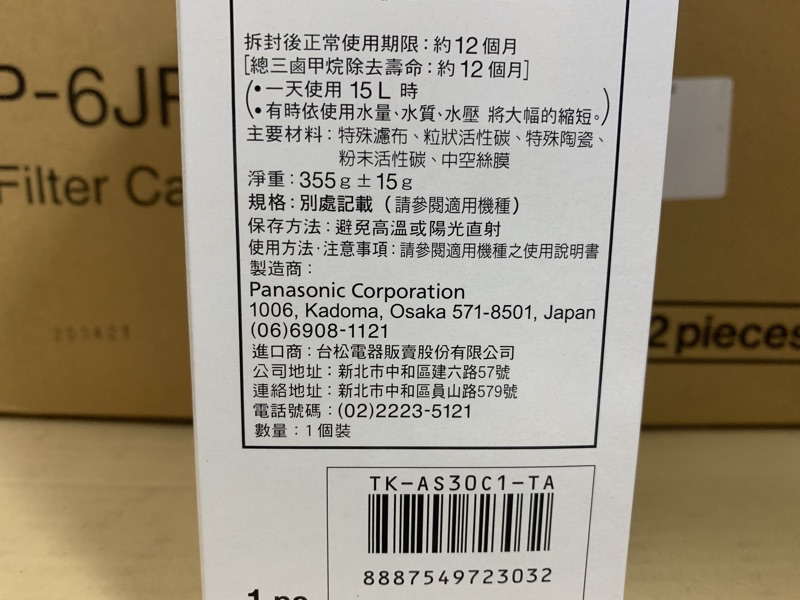 拆封後正常使用期限：約12個月
[總三鹵甲烷除去壽命：約12個月]
(•一天使用 15L 時
•有時依使用水量、水質、水壓 將大幅的縮短。)
主要材料：特殊濾布、粒狀活性碳、特殊陶瓷、
粉末活性碳、中空絲膜
淨重：355g±15g
規格：別處記載（請參閱適用機種）
保存方法：避免高溫或陽光直射
使用方法·注意事項：請參閱適用機種之使用說明書
製造商：
Panasonic Corporation
1006, Kadoma, Osaka 571-8501, Japan
(06)6908-1121
進口商：台松電器販賣股份有限公司
公司地址：新北市中和區建六路57號
連絡地址：新北市中和區員山路579號
電話號碼：(02)2223-5121
數量：1個裝
TK-AS30C1-TA
8887549723032
P-6JP
Filter Ca
2 pieces